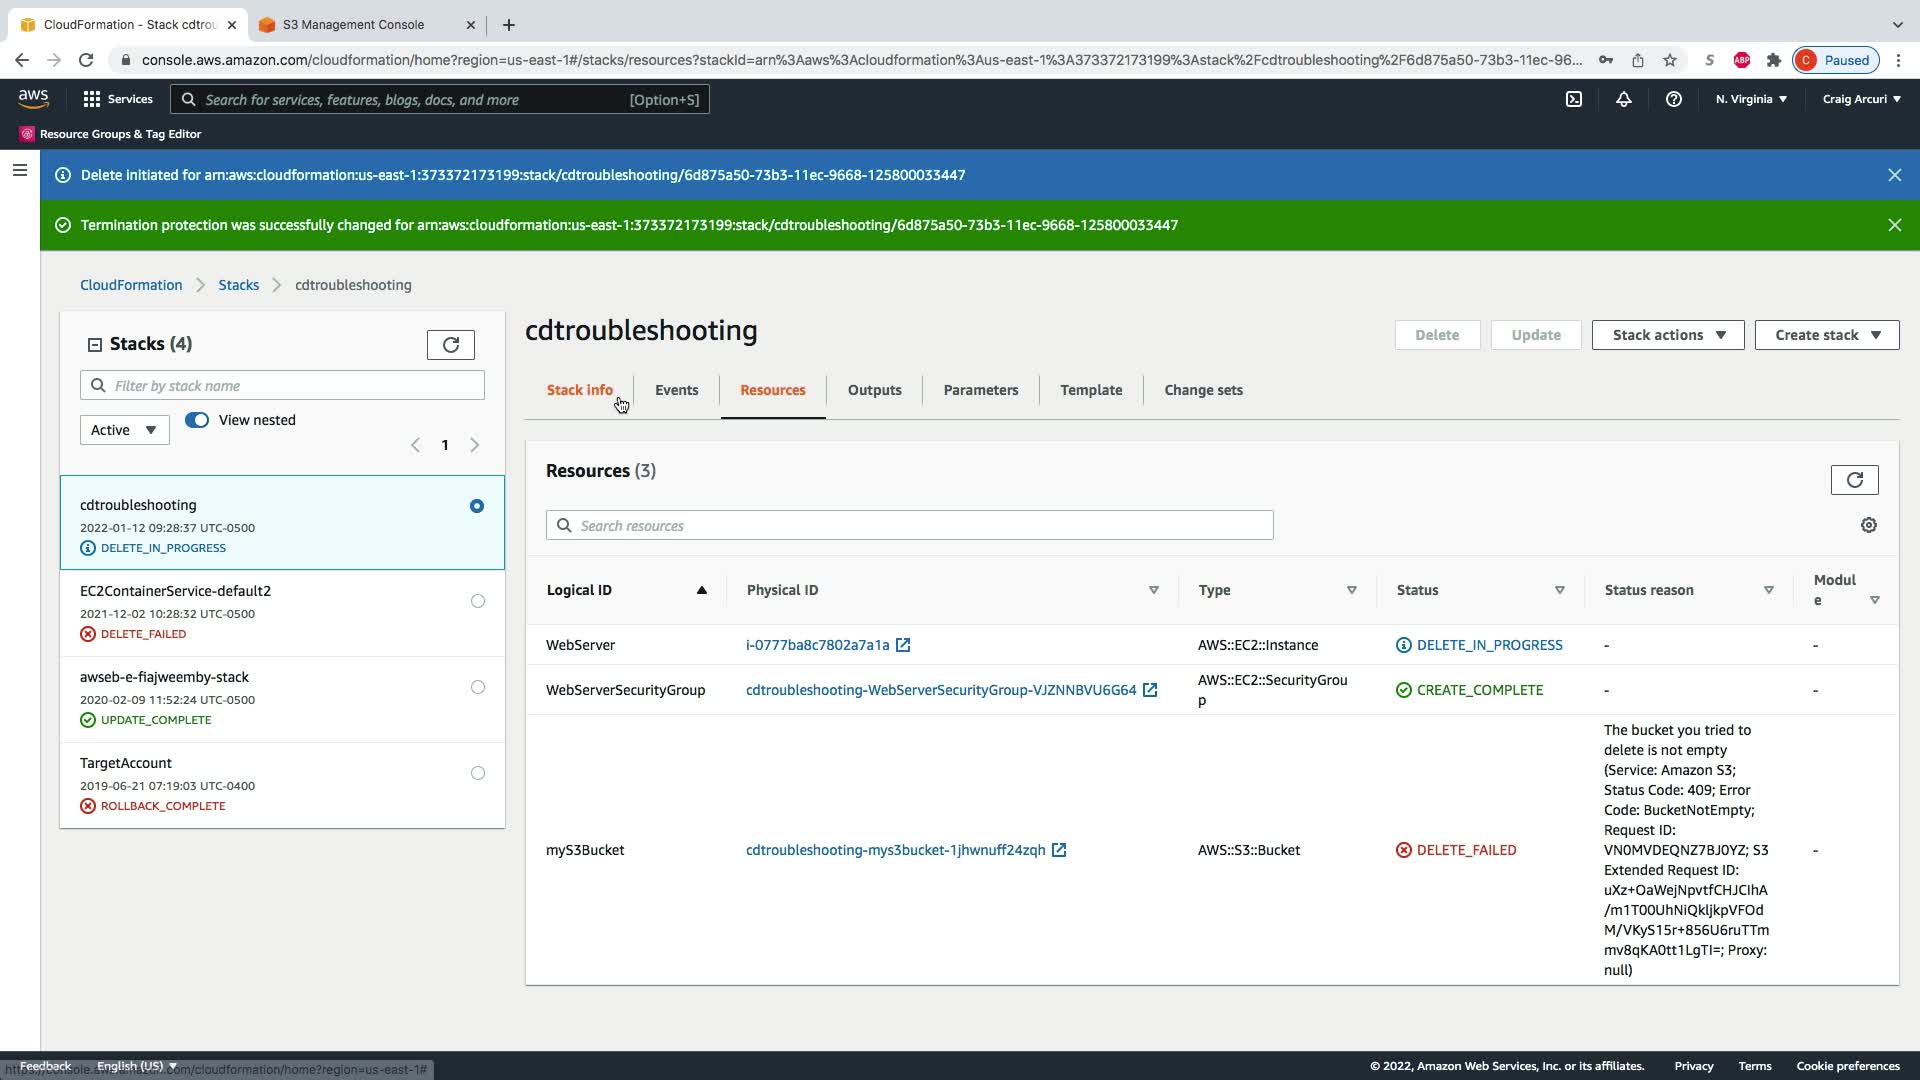 CloudFormation - Stack cdtrou
S3 Management Console
console.aws.amazon.com/cloudformation/home?region=us-east-1#/stacks/resources?stackId=arn%3Aaws%3Acloudformation%3Aus-east-1%3A373372173199%3Astack%2Fcdtroubleshooting%2F6d875a50-73b3-11ec-96...
S
ABP
C
Paused
aws
Services
Search for services, features, blogs, docs, and more
[Option+S]
N. Virginia
Craig Arcuri
Resource Groups & Tag Editor
Delete initiated for arn:aws:cloudformation:us-east-1:373372173199:stack/cdtroubleshooting/6d875a50-73b3-11ec-9668-125800033447
Termination protection was successfully changed for arn:aws:cloudformation:us-east-1:373372173199:stack/cdtroubleshooting/6d875a50-73b3-11ec-9668-125800033447
CloudFormation
Stacks
cdtroubleshooting
Stacks (4)
Filter by stack name
Active
View nested
1
cdtroubleshooting
2022-01-12 09:28:37 UTC-0500
DELETE_IN_PROGRESS
EC2ContainerService-default2
2021-12-02 10:28:32 UTC-0500
DELETE_FAILED
awseb-e-fiajweemby-stack
2020-02-09 11:52:24 UTC-0500
UPDATE_COMPLETE
TargetAccount
2019-06-21 07:19:03 UTC-0400
ROLLBACK_COMPLETE
cdtroubleshooting
Delete
Update
Stack actions
Create stack
Stack info
Events
Resources
Outputs
Parameters
Template
Change sets
Resources (3)
Search resources
Logical ID
Physical ID
Type
Status
Status reason
Modul
e
WebServer
i-0777ba8c7802a7a1a
AWS::EC2::Instance
DELETE_IN_PROGRESS
-
-
WebServerSecurityGroup
cdtroubleshooting-WebServerSecurityGroup-VJZNNBVU6G64
AWS::EC2::SecurityGrou
p
CREATE_COMPLETE
-
-
myS3Bucket
cdtroubleshooting-mys3bucket-1jhwnuff24zqh
AWS::S3::Bucket
DELETE_FAILED
The bucket you tried to
delete is not empty
(Service: Amazon S3;
Status Code: 409; Error
Code: BucketNotEmpty;
Request ID:
VN0MVDEQNZ7BJ0YZ; S3
Extended Request ID:
uXz+OaWejNpvtfCHJCIhA
/m1T00UhNiQkljkpVFOd
M/VKyS15r+856U6ruTTm
mv8qKA0tt1LgTI=; Proxy:
null)
-
Feedback
English (US)
https://console.aws.amazon.com/cloudformation/home?region=us-east-1#
© 2022, Amazon Web Services, Inc. or its affiliates.
Privacy
Terms
Cookie preferences